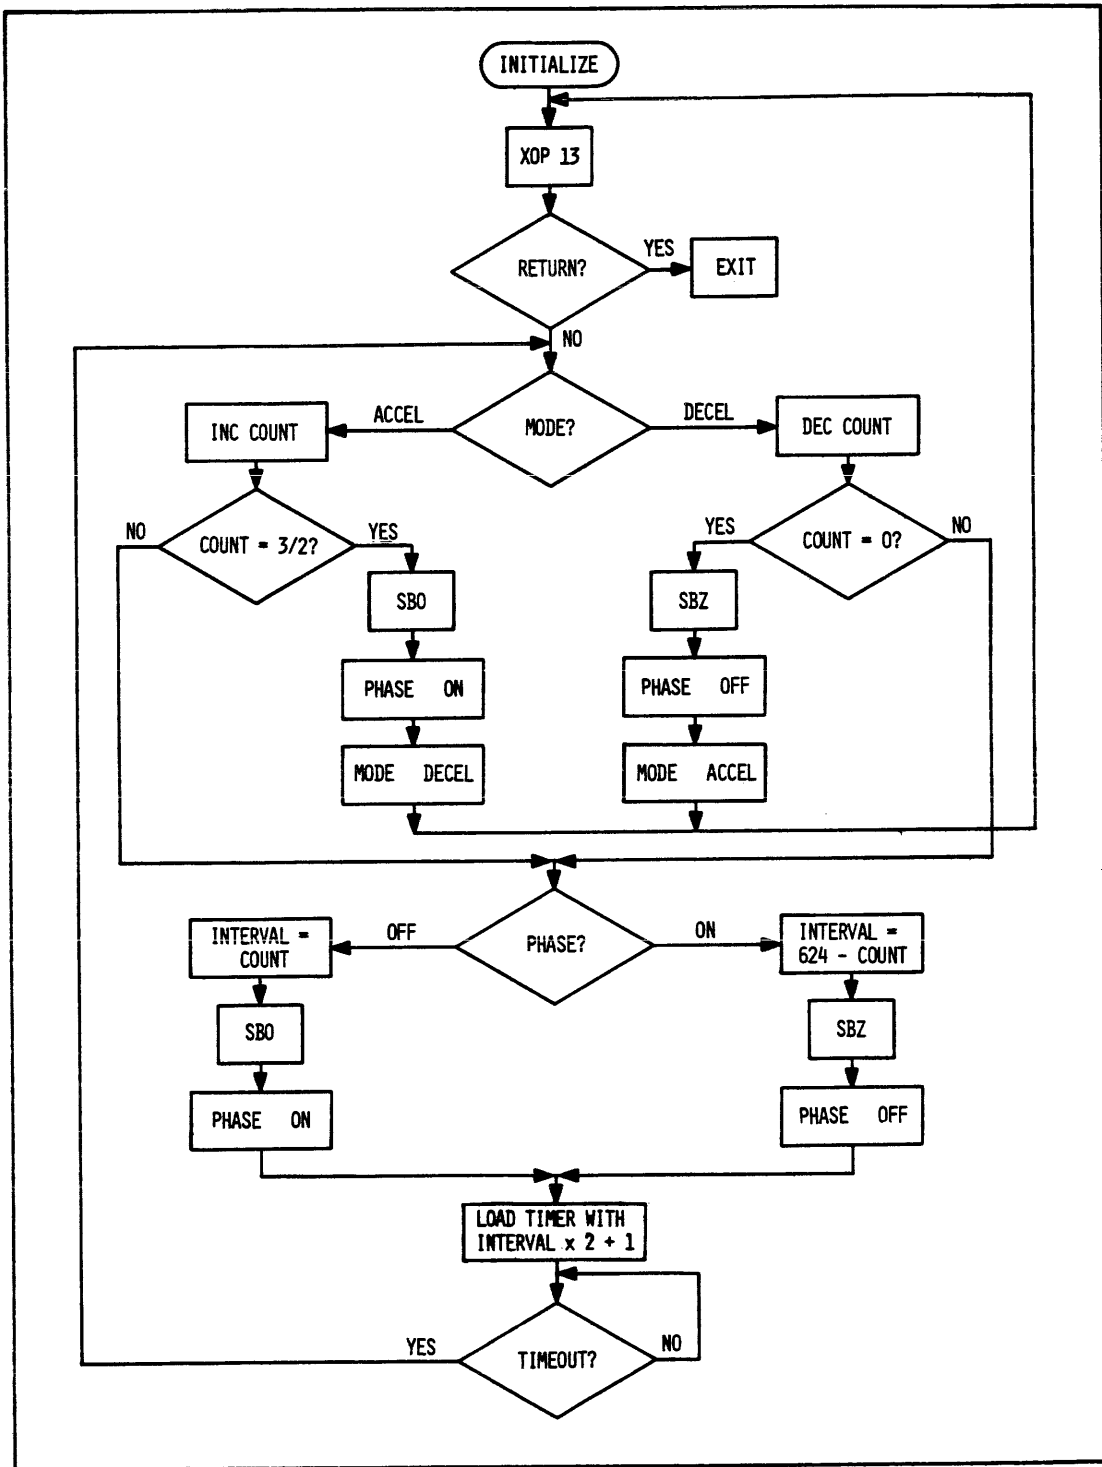 INITIALIZE
XOP 13
RETURN?
YES
EXIT
NO
MODE?
ACCEL
DECEL
INC COUNT
DEC COUNT
NO
COUNT = 3/2?
YES
YES
COUNT = 0?
NO
SBO
SBZ
PHASE ON
PHASE OFF
MODE DECEL
MODE ACCEL
INTERVAL =
COUNT
OFF
PHASE?
ON
INTERVAL =
624 - COUNT
SBO
SBZ
PHASE ON
PHASE OFF
LOAD TIMER WITH
INTERVAL x 2 + 1
YES
TIMEOUT?
NO